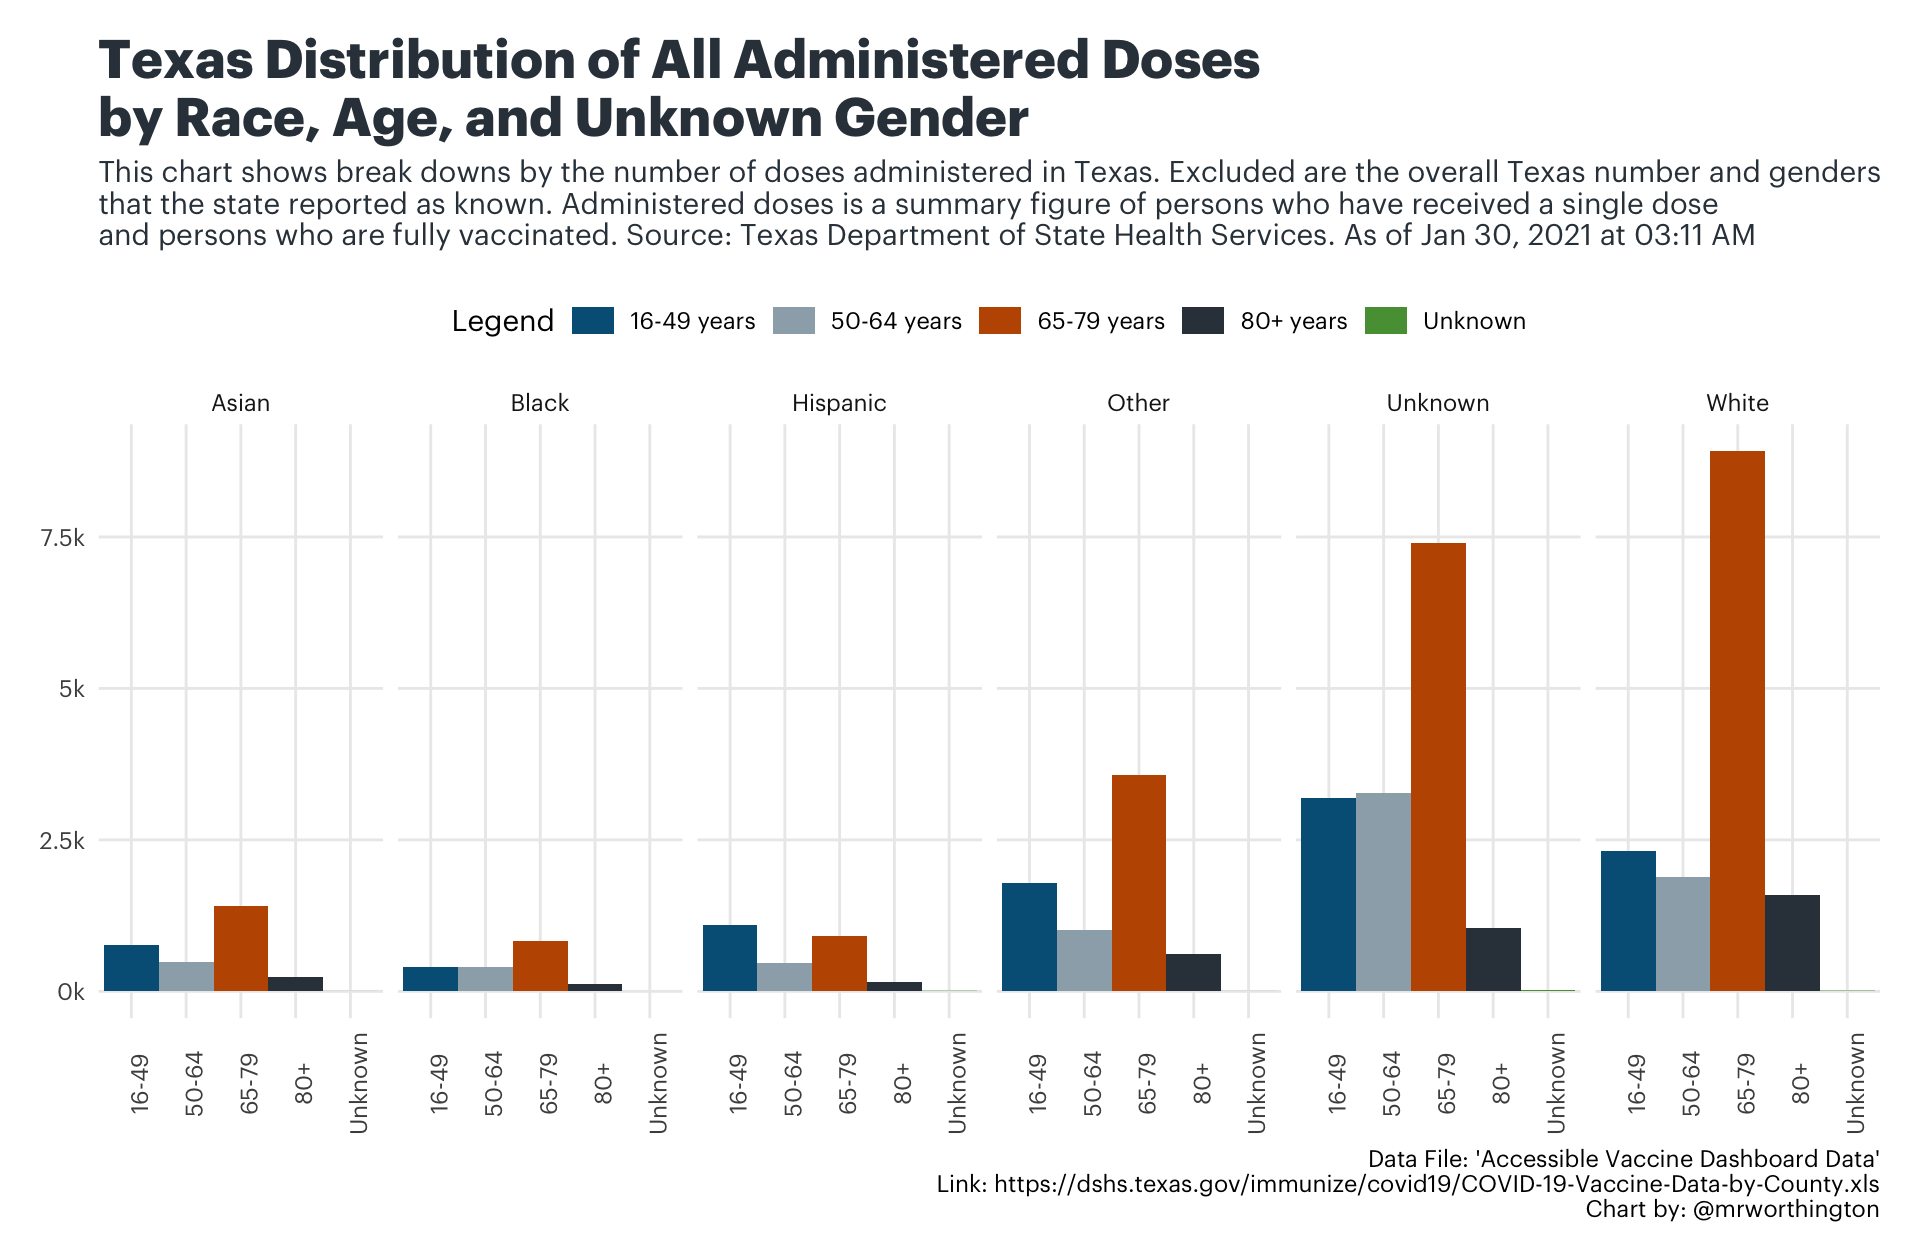 Texas Distribution of All Administered Doses
by Race, Age, and Unknown Gender
This chart shows break downs by the number of doses administered in Texas. Excluded are the overall Texas number and genders
that the state reported as known. Administered doses is a summary figure of persons who have received a single dose
and persons who are fully vaccinated. Source: Texas Department of State Health Services. As of Jan 30, 2021 at 03:11 AM
Legend 16-49 years 50-64 years 65-79 years 80+ years Unknown
Asian Black Hispanic Other Unknown White
7.5k
5k
2.5k
0k
16-49 50-64 65-79 80+ Unknown 16-49 50-64 65-79 80+ Unknown 16-49 50-64 65-79 80+ Unknown 16-49 50-64 65-79 80+ Unknown 16-49 50-64 65-79 80+ Unknown 16-49 50-64 65-79 80+ Unknown
Data File: 'Accessible Vaccine Dashboard Data'
Link: https://dshs.texas.gov/immunize/covid19/COVID-19-Vaccine-Data-by-County.xls
Chart by: @mrworthington